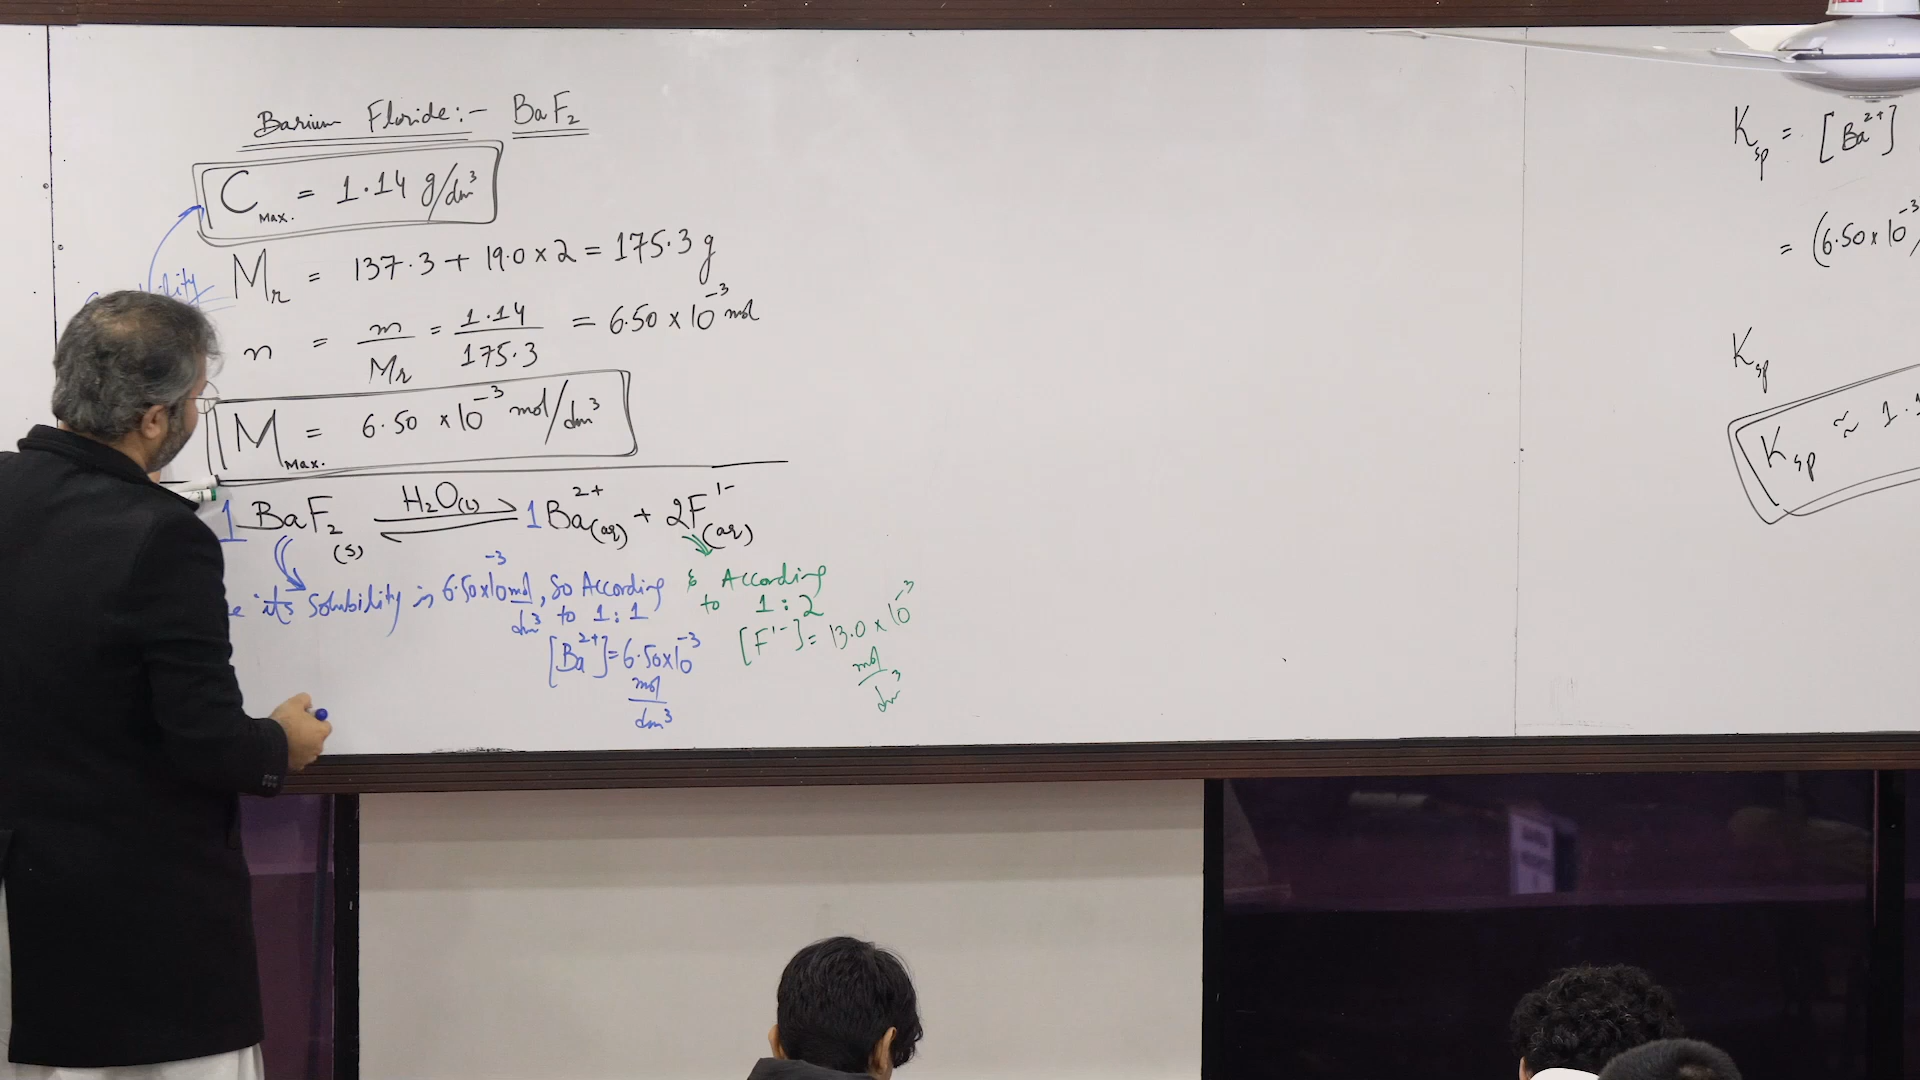 Barium Floride:- BaF₂
C Max. = 1.14 g/dm³
Mr = 137.3 + 19.0 x 2 = 175.3 g
n = m/Mr = 1.14/175.3 = 6.50 x 10⁻³ mol
M Max. = 6.50 x 10⁻³ mol/dm³
1 BaF₂(s) ⇌ H₂O(l) 1 Ba²⁺(aq) + 2F¹⁻(aq)
its Solubility is 6.50x10⁻³ mol/dm³, So According to 1:1
[Ba²⁺] = 6.50x10⁻³ mol/dm³
& According to 1:2
[F¹⁻] = 13.0 x 10⁻³ mol/dm³
Ksp = [Ba²⁺]
= (6.50 x 10⁻³
Ksp
Ksp ≈ 1.1